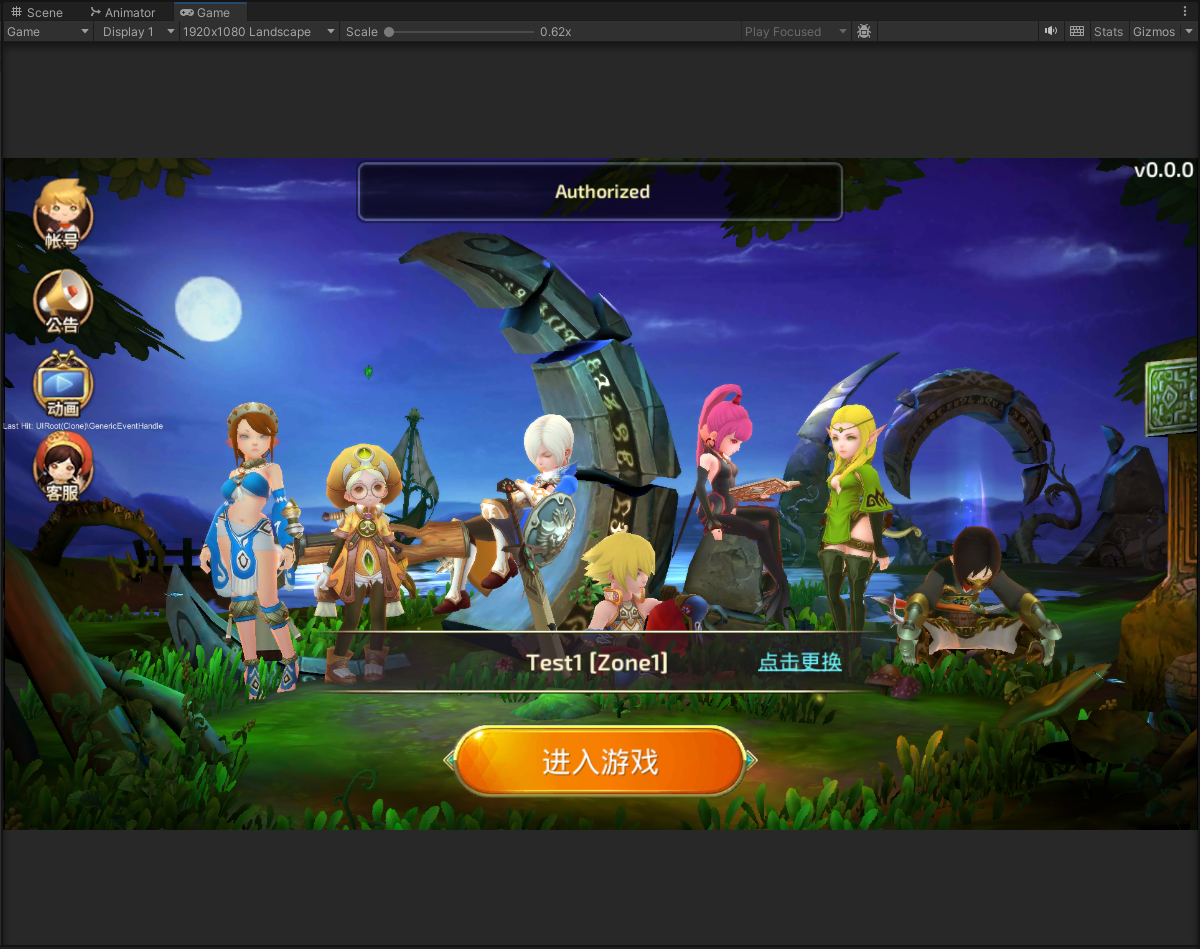 Scene Animator Game
Game Display 1 1920x1080 Landscape Scale 0.62x Play Focused Stats Gizmos
Authorized
v0.0.0
帐号
公告
动画
Last Hit: UIRoot(Clone)\GenericEventHandle
客服
Test1 [Zone1] 点击更换
进入游戏